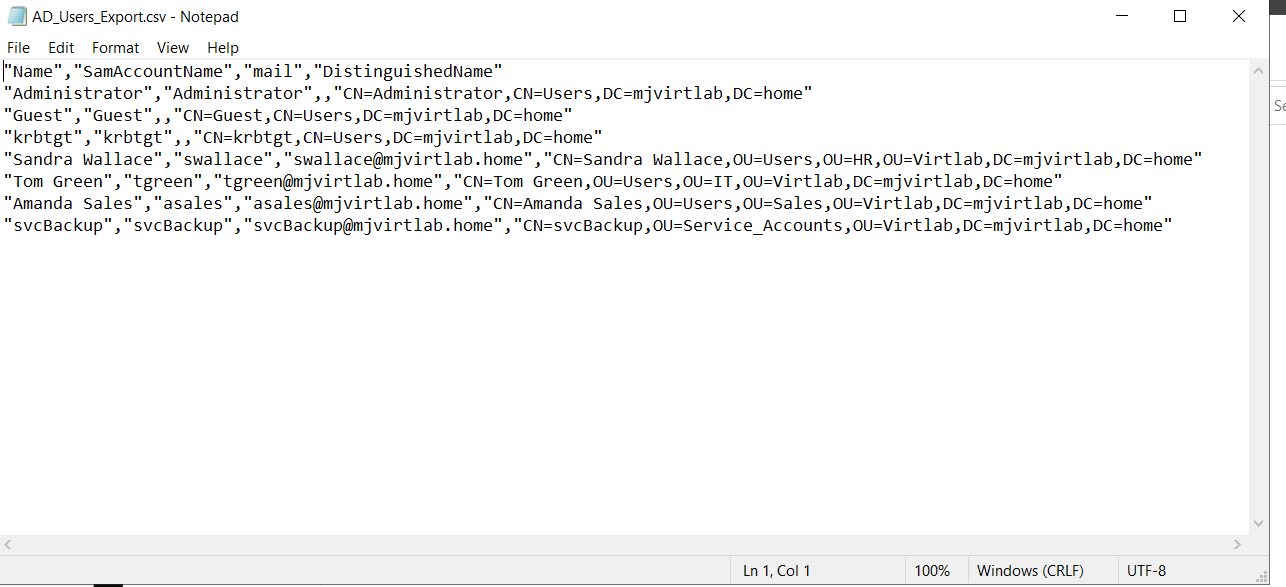 AD_Users_Export.csv - Notepad
File Edit Format View Help
"Name","SamAccountName","mail","DistinguishedName"
"Administrator","Administrator",,"CN=Administrator,CN=Users,DC=mjvirtlab,DC=home"
"Guest","Guest",,"CN=Guest,CN=Users,DC=mjvirtlab,DC=home"
"krbtgt","krbtgt",,"CN=krbtgt,CN=Users,DC=mjvirtlab,DC=home"
"Sandra Wallace","swallace","swallace@mjvirtlab.home","CN=Sandra Wallace,OU=Users,OU=HR,OU=Virtlab,DC=mjvirtlab,DC=home"
"Tom Green","tgreen","tgreen@mjvirtlab.home","CN=Tom Green,OU=Users,OU=IT,OU=Virtlab,DC=mjvirtlab,DC=home"
"Amanda Sales","asales","asales@mjvirtlab.home","CN=Amanda Sales,OU=Users,OU=Sales,OU=Virtlab,DC=mjvirtlab,DC=home"
"svcBackup","svcBackup","svcBackup@mjvirtlab.home","CN=svcBackup,OU=Service_Accounts,OU=Virtlab,DC=mjvirtlab,DC=home"
Ln 1, Col 1 100% Windows (CRLF) UTF-8